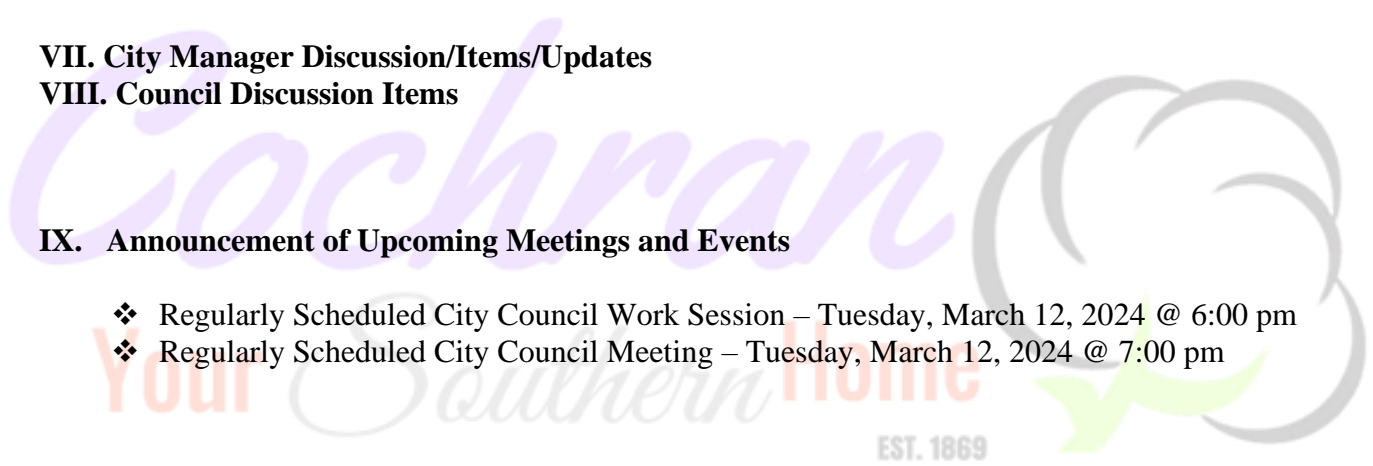 VII. City Manager Discussion/Items/Updates
VIII. Council Discussion Items
Cochran
IX. Announcement of Upcoming Meetings and Events
❖ Regularly Scheduled City Council Work Session – Tuesday, March 12, 2024 @ 6:00 pm
❖ Regularly Scheduled City Council Meeting – Tuesday, March 12, 2024 @ 7:00 pm
Your Southern Home
EST. 1869